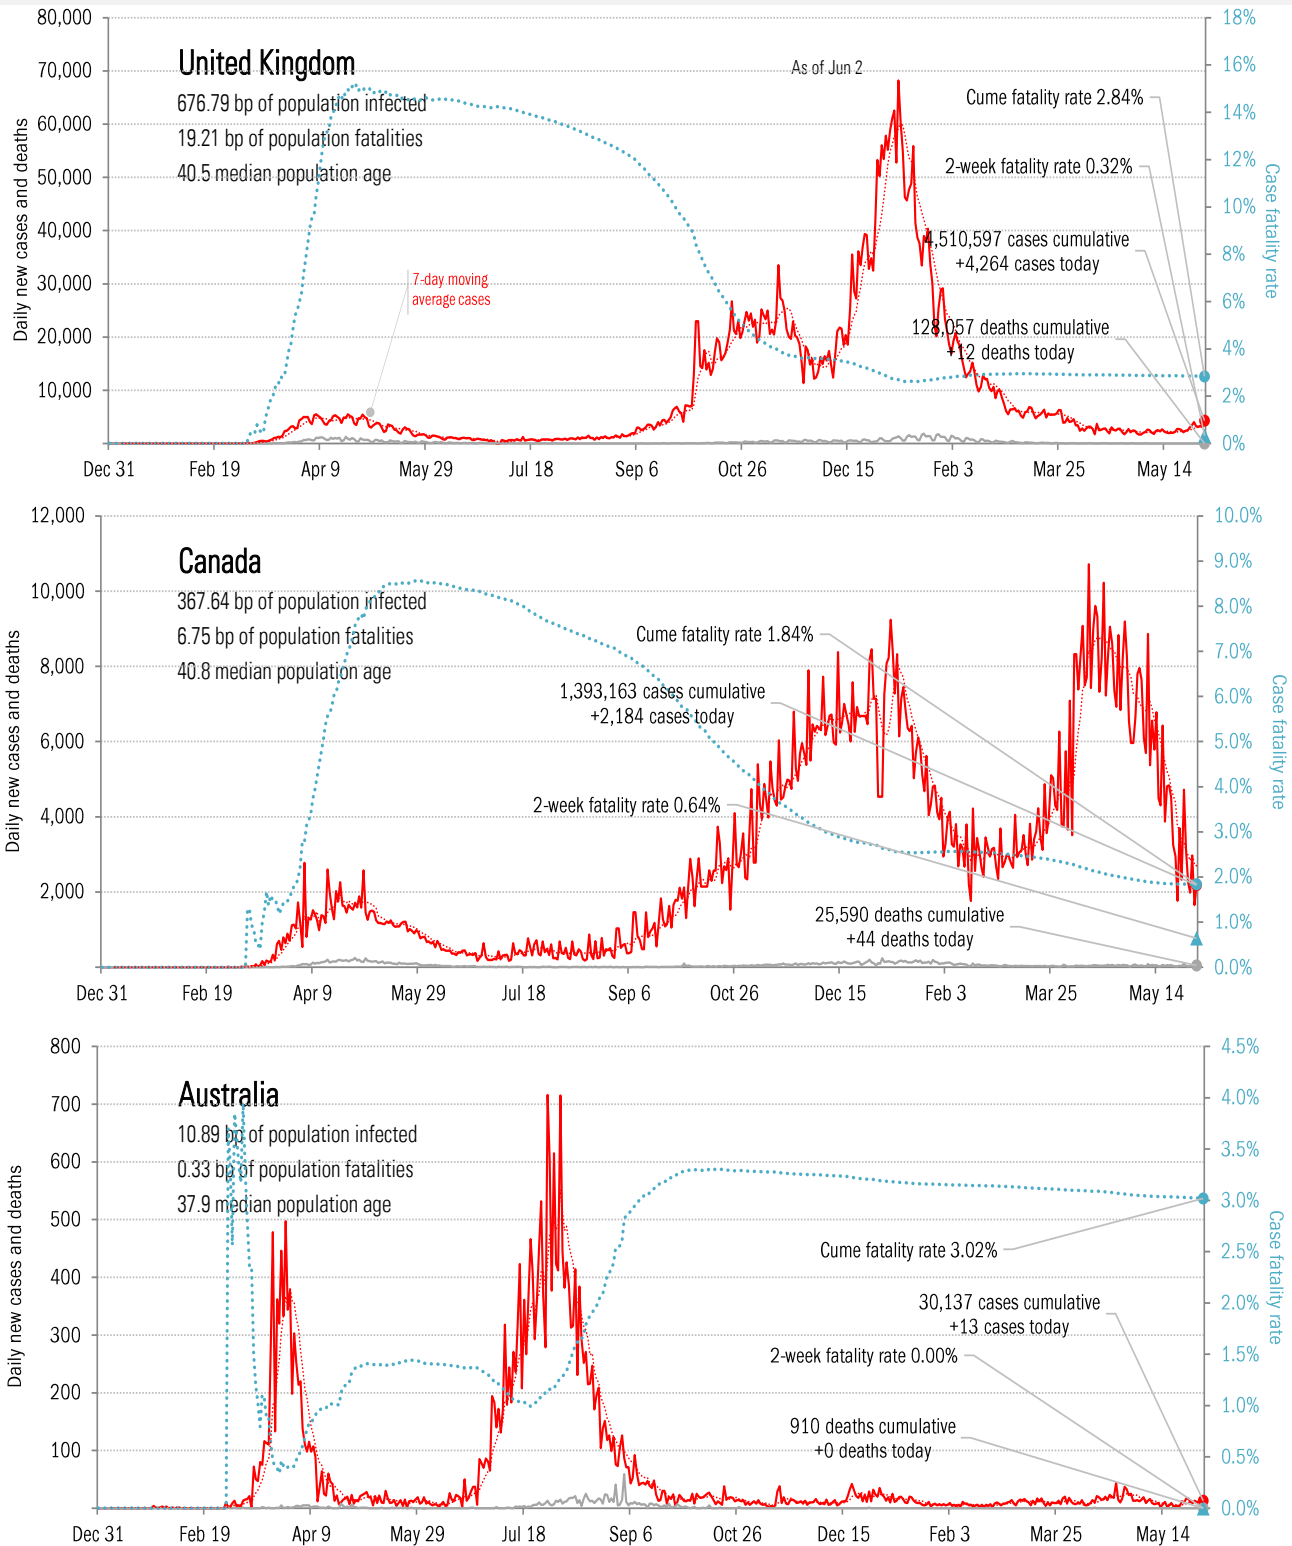 80,000
70,000
60,000
50,000
40,000
30,000
20,000
10,000
Daily new cases and deaths
United Kingdom
676.79 bp of population infected
19.21 bp of population fatalities
40.5 median population age
7-day moving
average cases
As of Jun 2
Cume fatality rate 2.84%
2-week fatality rate 0.32%
4,510,597 cases cumulative
+4,264 cases today
128,057 deaths cumulative
+12 deaths today
18%
16%
14%
12%
10%
8%
6%
4%
2%
0%
Case fatality rate
Dec 31 Feb 19 Apr 9 May 29 Jul 18 Sep 6 Oct 26 Dec 15 Feb 3 Mar 25 May 14
12,000
10,000
8,000
6,000
4,000
2,000
Daily new cases and deaths
Canada
367.64 bp of population infected
6.75 bp of population fatalities
40.8 median population age
Cume fatality rate 1.84%
1,393,163 cases cumulative
+2,184 cases today
2-week fatality rate 0.64%
25,590 deaths cumulative
+44 deaths today
10.0%
9.0%
8.0%
7.0%
6.0%
5.0%
4.0%
3.0%
2.0%
1.0%
0.0%
Case fatality rate
Dec 31 Feb 19 Apr 9 May 29 Jul 18 Sep 6 Oct 26 Dec 15 Feb 3 Mar 25 May 14
800
700
600
500
400
300
200
100
Daily new cases and deaths
Australia
10.89 bp of population infected
0.33 bp of population fatalities
37.9 median population age
Cume fatality rate 3.02%
30,137 cases cumulative
+13 cases today
2-week fatality rate 0.00%
910 deaths cumulative
+0 deaths today
4.5%
4.0%
3.5%
3.0%
2.5%
2.0%
1.5%
1.0%
0.5%
0.0%
Case fatality rate
Dec 31 Feb 19 Apr 9 May 29 Jul 18 Sep 6 Oct 26 Dec 15 Feb 3 Mar 25 May 14